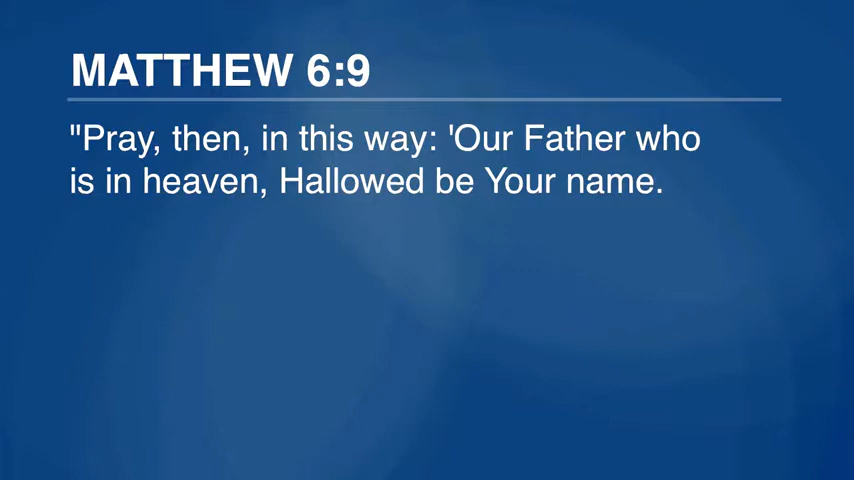 MATTHEW 6:9
"Pray, then, in this way: 'Our Father who
is in heaven, Hallowed be Your name.